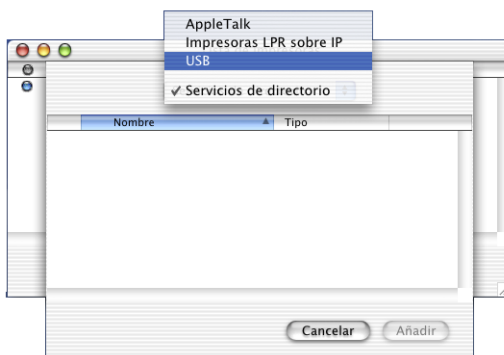 AppleTalk
Impresoras LPR sobre IP
USB
✓ Servicios de directorio
Nombre Tipo
Cancelar Añadir